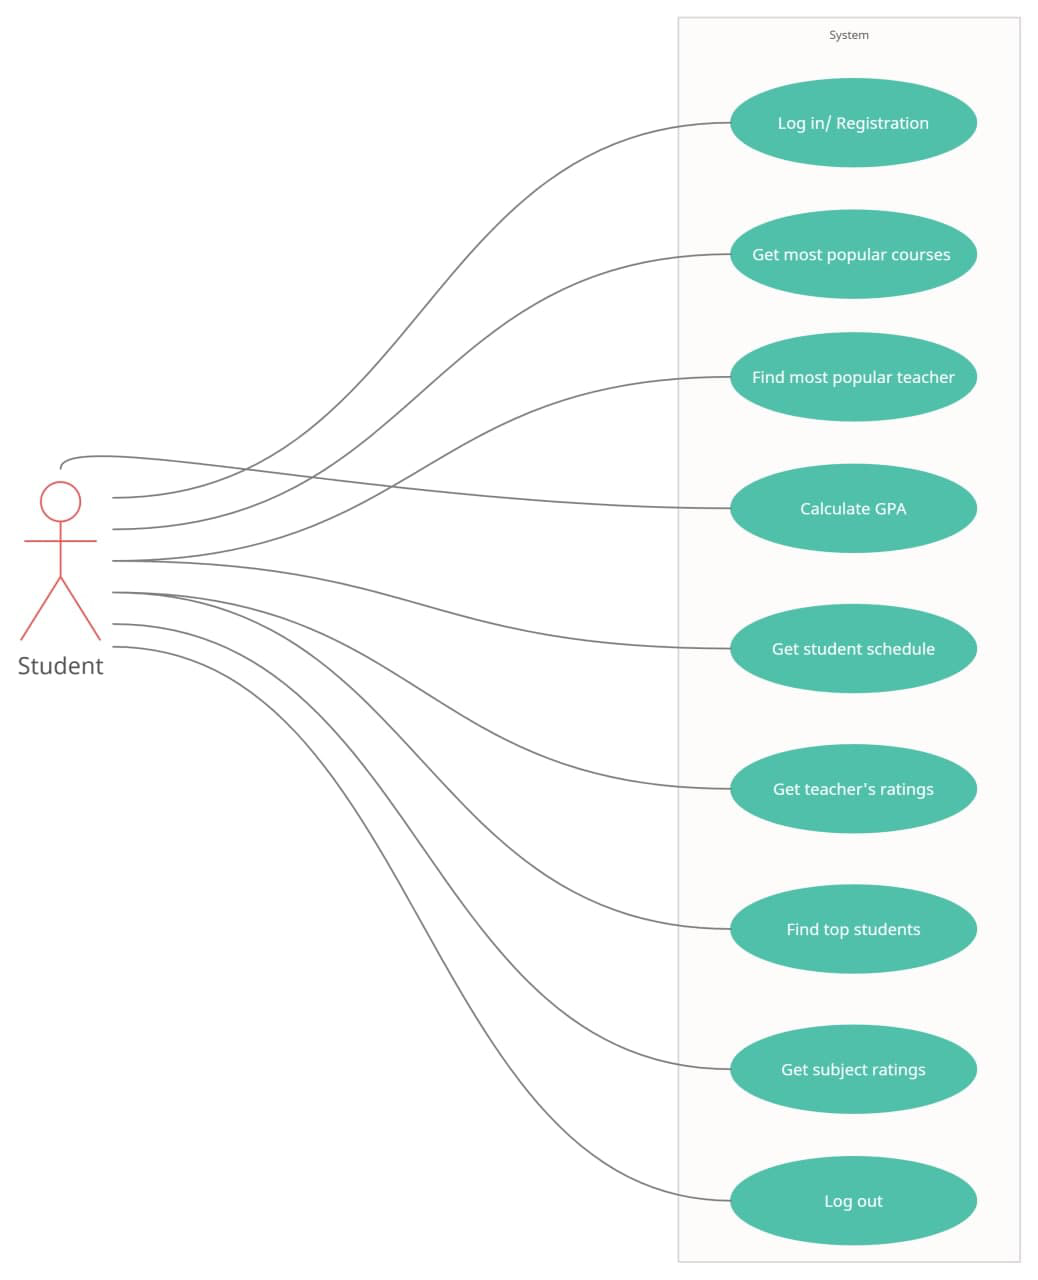 System
Log in/ Registration
Get most popular courses
Find most popular teacher
Calculate GPA
Get student schedule
Student
Get teacher's ratings
Find top students
Get subject ratings
Log out